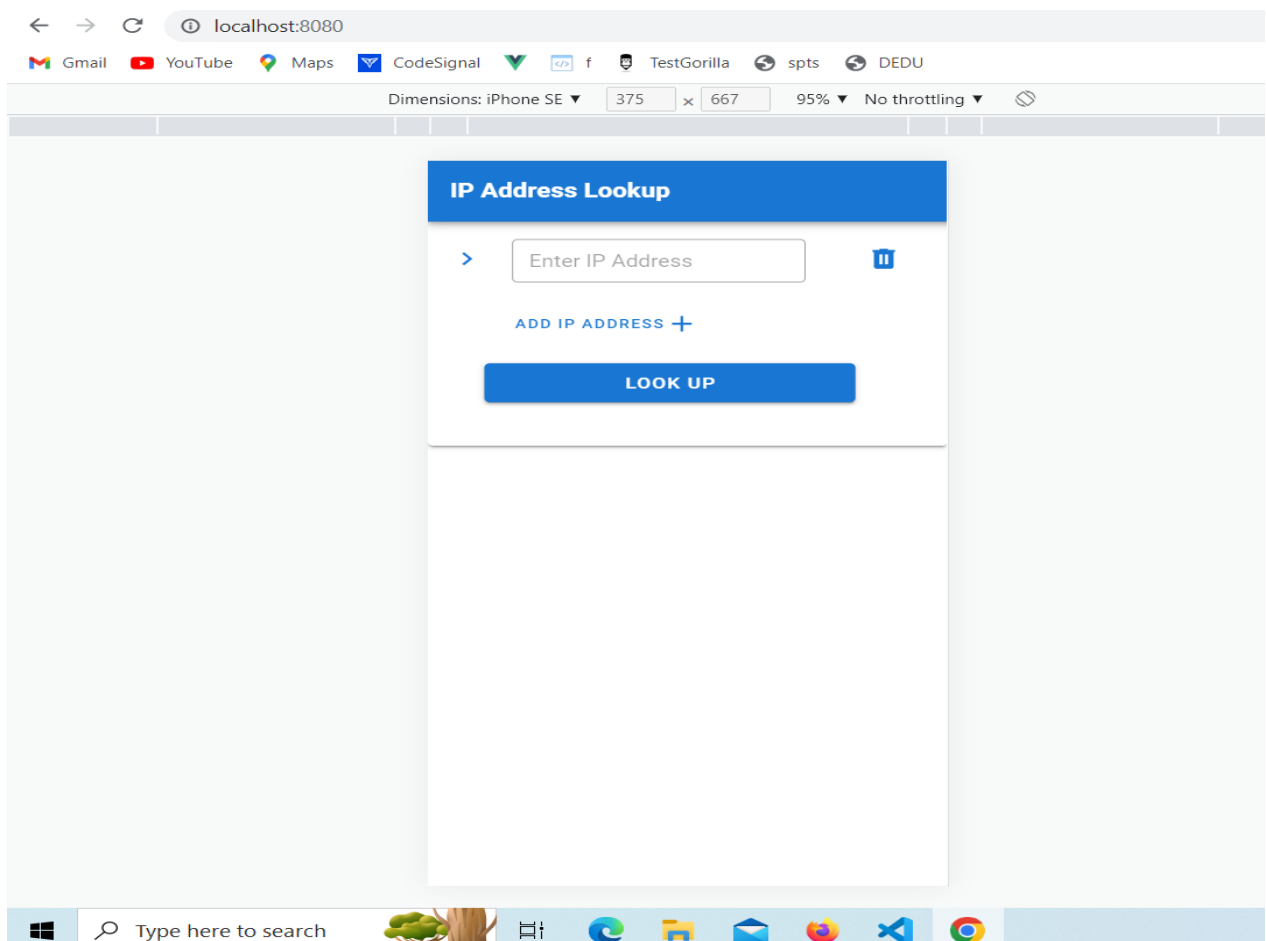 localhost:8080
Gmail YouTube Maps CodeSignal f TestGorilla spts DEDU
Dimensions: iPhone SE ▼ 375 × 667 95% ▼ No throttling ▼
IP Address Lookup
Enter IP Address
ADD IP ADDRESS +
LOOK UP
Type here to search